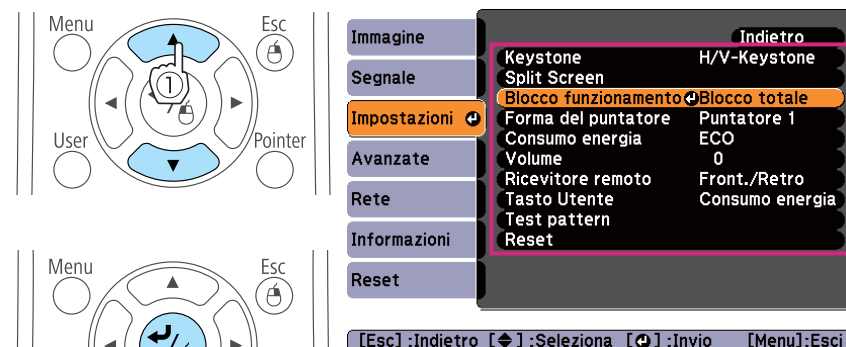 Menu
Esc
1
User
Pointer
Menu
Esc
Immagine
Segnale
Impostazioni
Avanzate
Rete
Informazioni
Reset
Indietro
Keystone H/V-Keystone
Split Screen
Blocco funzionamento Blocco totale
Forma del puntatore Puntatore 1
Consumo energia ECO
Volume 0
Ricevitore remoto Front./Retro
Tasto Utente Consumo energia
Test pattern
Reset
[Esc] :Indietro [◆] :Seleziona [↵] :Invio [Menu]:Esci